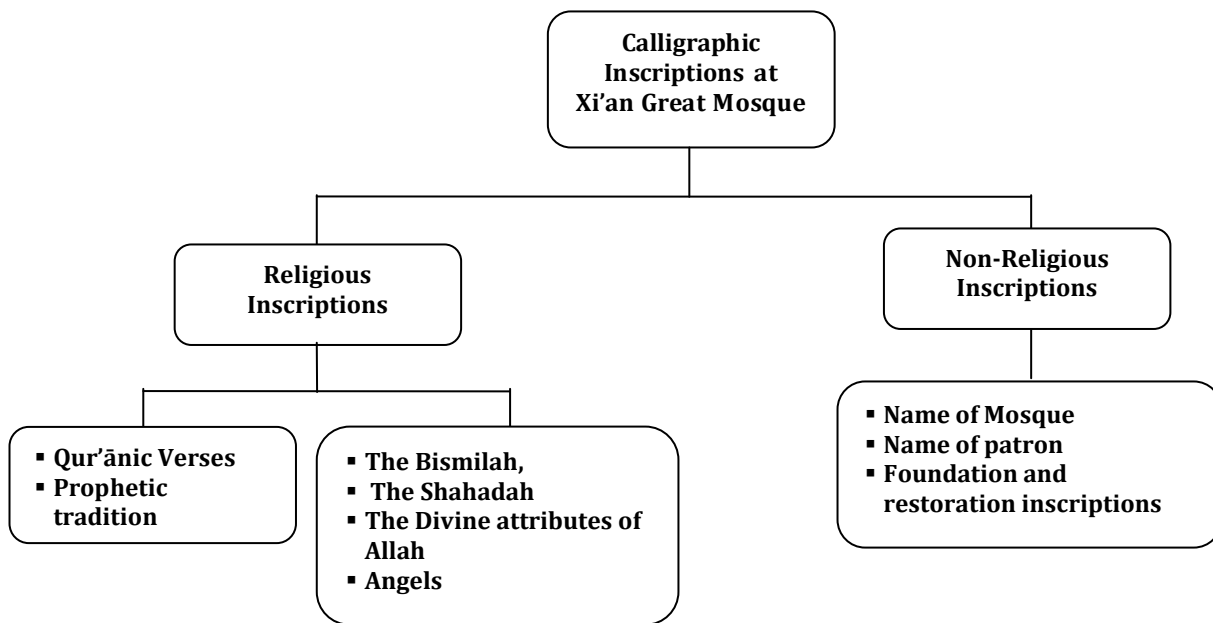 Calligraphic
Inscriptions at
Xi’an Great Mosque
Religious
Inscriptions
Non-Religious
Inscriptions
▪ Qur’ānic Verses
▪ Prophetic
tradition
▪ The Bismilah,
▪ The Shahadah
▪ The Divine attributes of
Allah
▪ Angels
▪ Name of Mosque
▪ Name of patron
▪ Foundation and
restoration inscriptions